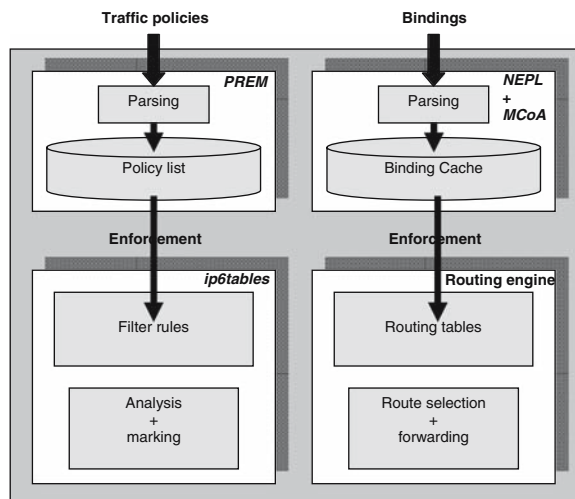 Traffic policies
Bindings
PREM
Parsing
Policy list
NEPL
+
MCoA
Parsing
Binding Cache
Enforcement
Enforcement
ip6tables
Filter rules
Analysis
+
marking
Routing engine
Routing tables
Route selection
+
forwarding